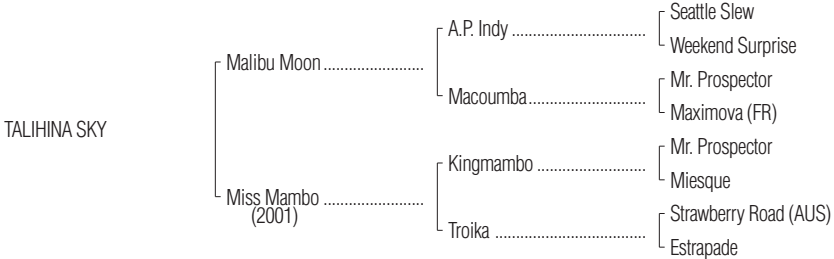 Seattle Slew
A.P. Indy ..............................
Weekend Surprise
Malibu Moon .......................
Mr. Prospector
Macoumba..........................
Maximova (FR)
TALIHINA SKY
Mr. Prospector
Kingmambo ........................
Miesque
Miss Mambo .......................
(2001)
Strawberry Road (AUS)
Troika .................................
Estrapade